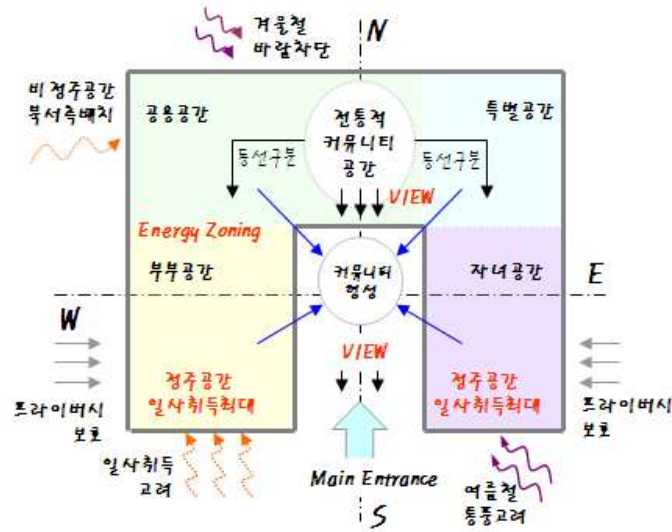 겨울철
바람차단
N
비 정주공간
북서측배치
공용공간
전통적
커뮤니티
공간
특별공간
동선구분
동선구분
VIEW
Energy Zoning
부부공간
커뮤니티
형성
자녀공간
E
W
VIEW
정주공간
일사취득최대
정주공간
일사취득최대
프라이버시
보호
프라이버시
보호
일사취득
고려
Main Entrance
여름철
통풍고려
S